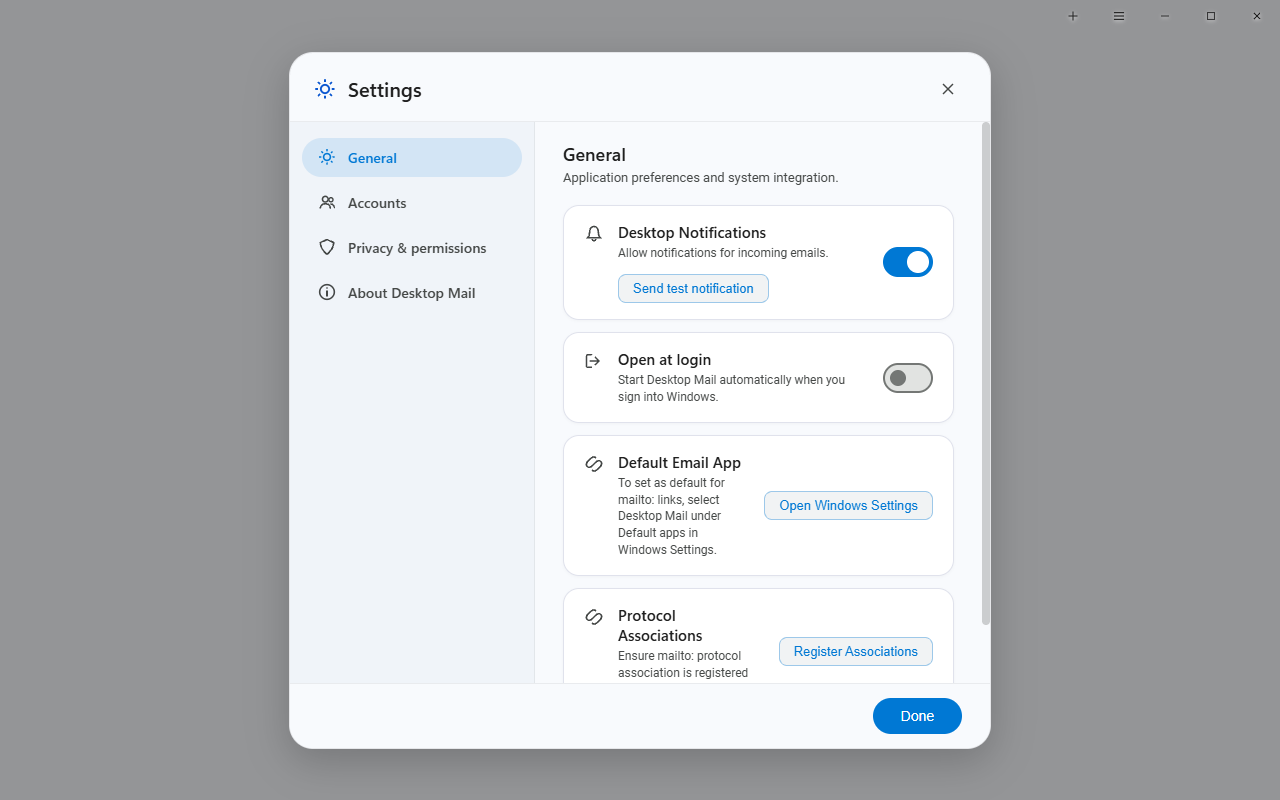 Settings
General
Accounts
Privacy & permissions
About Desktop Mail
General
Application preferences and system integration.
Desktop Notifications
Allow notifications for incoming emails.
Send test notification
Open at login
Start Desktop Mail automatically when you
sign into Windows.
Default Email App
To set as default for
mailto: links, select
Desktop Mail under
Default apps in
Windows Settings.
Open Windows Settings
Protocol
Associations
Ensure mailto: protocol
association is registered
Register Associations
Done